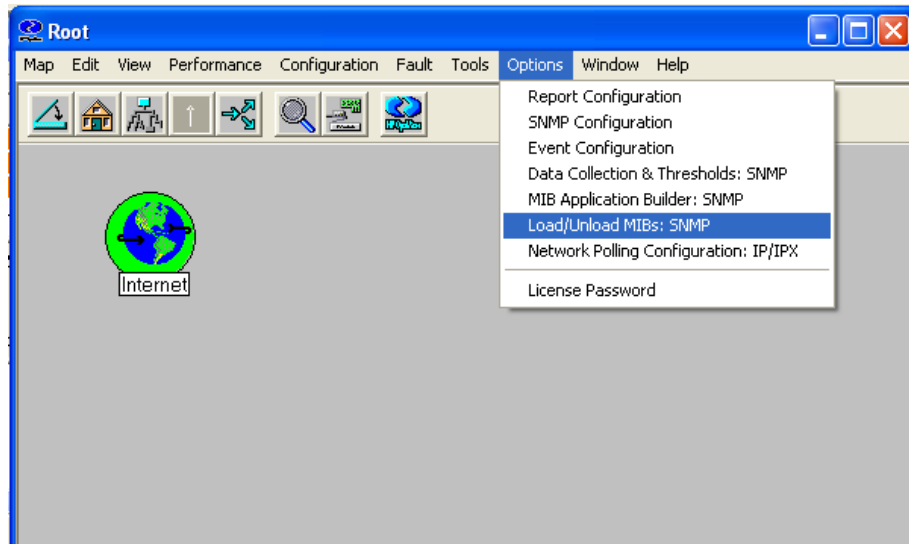 Root
Map Edit View Performance Configuration Fault Tools Options Window Help
Report Configuration
SNMP Configuration
Event Configuration
Data Collection & Thresholds: SNMP
MIB Application Builder: SNMP
Load/Unload MIBs: SNMP
Network Polling Configuration: IP/IPX
License Password
Internet